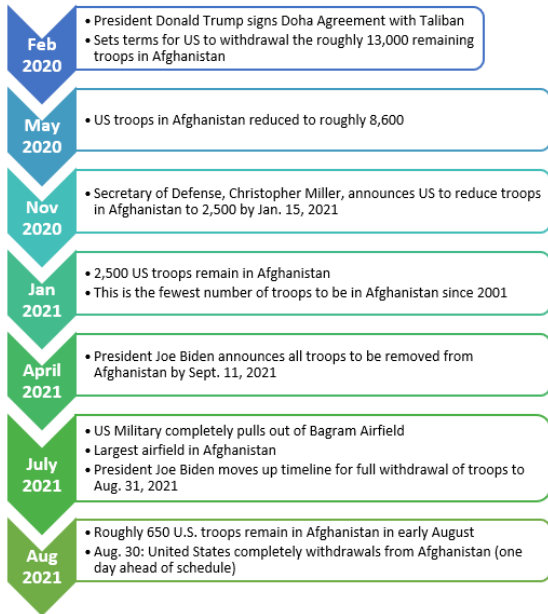 Feb
2020
• President Donald Trump signs Doha Agreement with Taliban
• Sets terms for US to withdrawal the roughly 13,000 remaining
troops in Afghanistan
May
2020
• US troops in Afghanistan reduced to roughly 8,600
Nov
2020
• Secretary of Defense, Christopher Miller, announces US to reduce troops
in Afghanistan to 2,500 by Jan. 15, 2021
Jan
2021
• 2,500 US troops remain in Afghanistan
• This is the fewest number of troops to be in Afghanistan since 2001
April
2021
• President Joe Biden announces all troops to be removed from
Afghanistan by Sept. 11, 2021
July
2021
• US Military completely pulls out of Bagram Airfield
• Largest airfield in Afghanistan
• President Joe Biden moves up timeline for full withdrawal of troops to
Aug. 31, 2021
Aug
2021
• Roughly 650 U.S. troops remain in Afghanistan in early August
• Aug. 30: United States completely withdrawals from Afghanistan (one
day ahead of schedule)